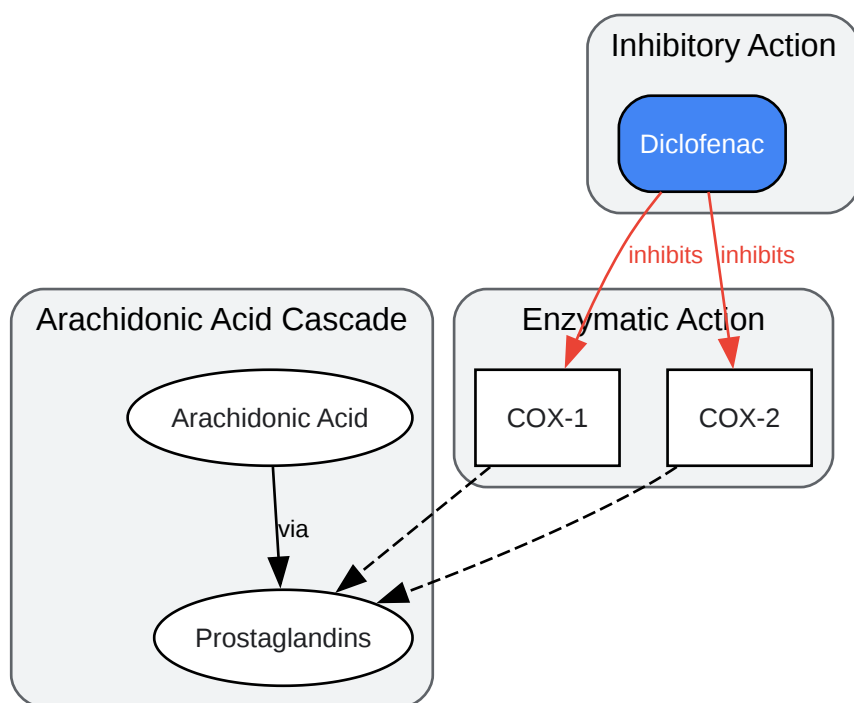 Inhibitory Action
Diclofenac
inhibits inhibits
Arachidonic Acid Cascade
Enzymatic Action
Arachidonic Acid
COX-1
COX-2
via
Prostaglandins